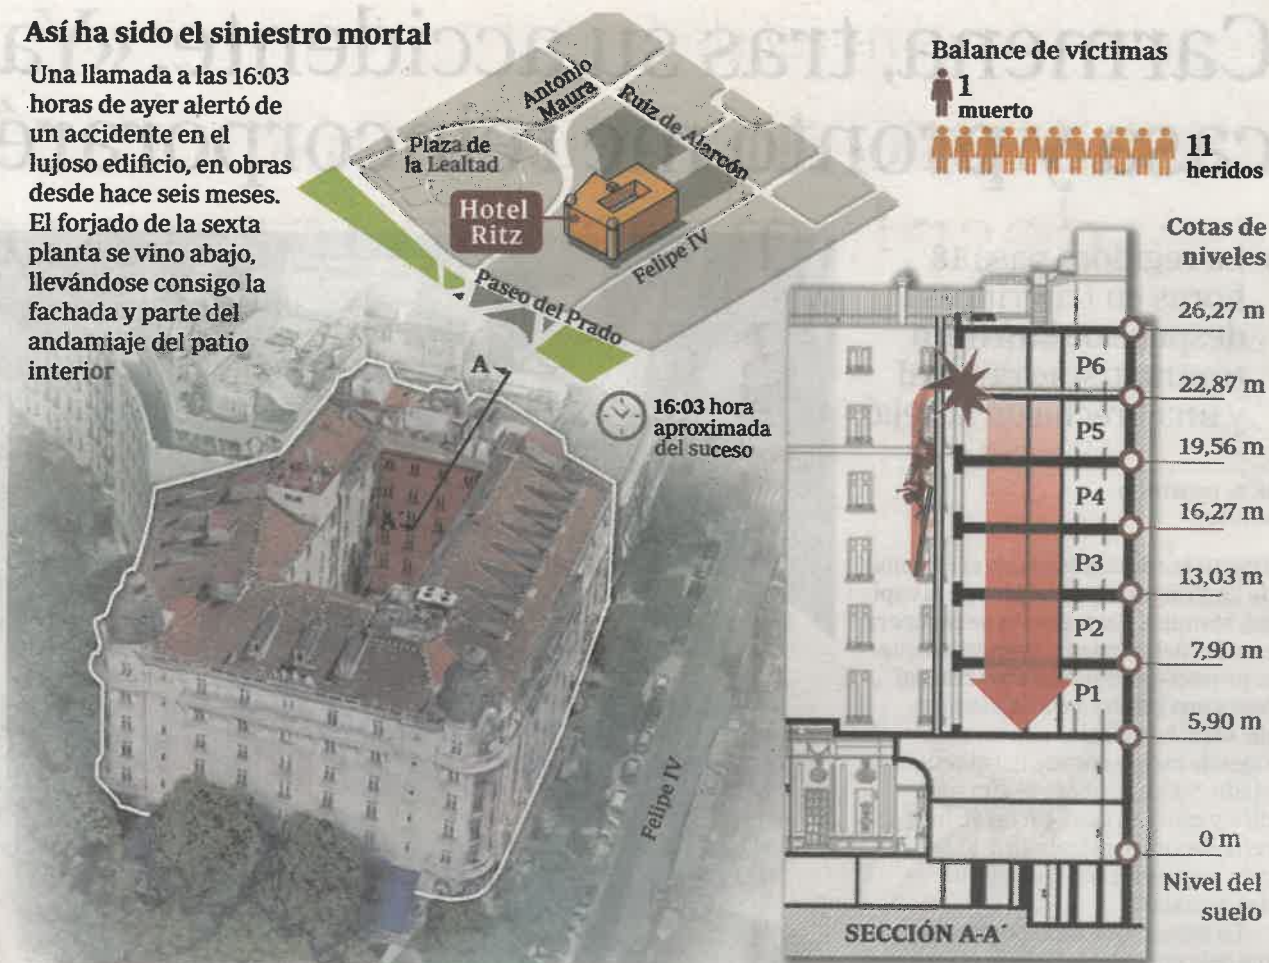 Así ha sido el siniestro mortal
Una llamada a las 16:03
horas de ayer alertó de
un accidente en el
lujoso edificio, en obras
desde hace seis meses.
El forjado de la sexta
planta se vino abajo,
llevándose consigo la
fachada y parte del
andamiaje del patio
interior
Antonio
Maura
Ruiz de Alarcón
Plaza de
la Lealtad
Hotel
Ritz
Felipe IV
Paseo del Prado
A
A´
16:03 hora
aproximada
del suceso
Felipe IV
Balance de víctimas
1
muerto
11
heridos
Cotas de
niveles
26,27 m
P6
22,87 m
P5
19,56 m
P4
16,27 m
P3
13,03 m
P2
7,90 m
P1
5,90 m
0 m
Nivel del
suelo
SECCIÓN A-A´